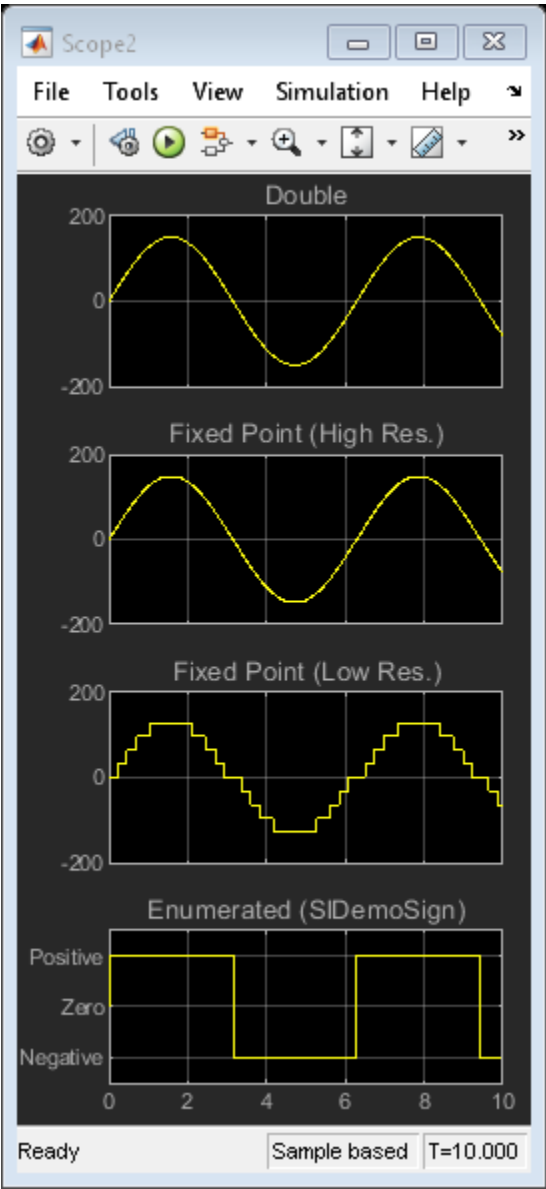 Scope2
File Tools View Simulation Help
Double
200
0
-200
Fixed Point (High Res.)
200
0
-200
Fixed Point (Low Res.)
200
0
-200
Enumerated (SlDemoSign)
Positive
Zero
Negative
0 2 4 6 8 10
Ready Sample based T=10.000